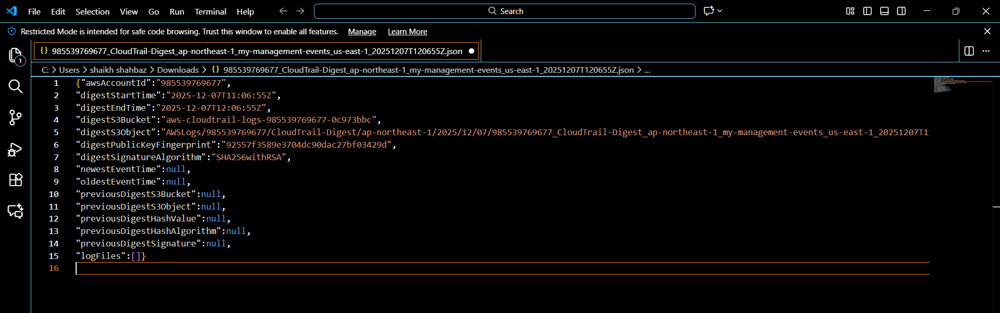 File Edit Selection View Go Run Terminal Help Search
Restricted Mode is intended for safe code browsing. Trust this window to enable all features. Manage Learn More
{} 985539769677_CloudTrail-Digest_ap-northeast-1_my-management-events_us-east-1_20251207T120655Z.json
C: > Users > shaikh shahbaz > Downloads > {} 985539769677_CloudTrail-Digest_ap-northeast-1_my-management-events_us-east-1_20251207T120655Z.json > ...
1
1 {"awsAccountId":"985539769677",
2 "digestStartTime":"2025-12-07T11:06:55Z",
3 "digestEndTime":"2025-12-07T12:06:55Z",
4 "digestS3Bucket":"aws-cloudtrail-logs-985539769677-0c973bbc",
5 "digestS3Object":"AWSLogs/985539769677/CloudTrail-Digest/ap-northeast-1/2025/12/07/985539769677_CloudTrail-Digest_ap-northeast-1_my-management-events_us-east-1_20251207T1
6 "digestPublicKeyFingerprint":"92557f3589e3704dc90dac27bf03429d",
7 "digestSignatureAlgorithm":"SHA256withRSA",
8 "newestEventTime":null,
9 "oldestEventTime":null,
10 "previousDigestS3Bucket":null,
11 "previousDigestS3Object":null,
12 "previousDigestHashValue":null,
13 "previousDigestHashAlgorithm":null,
14 "previousDigestSignature":null,
15 "logFiles":[]}
16